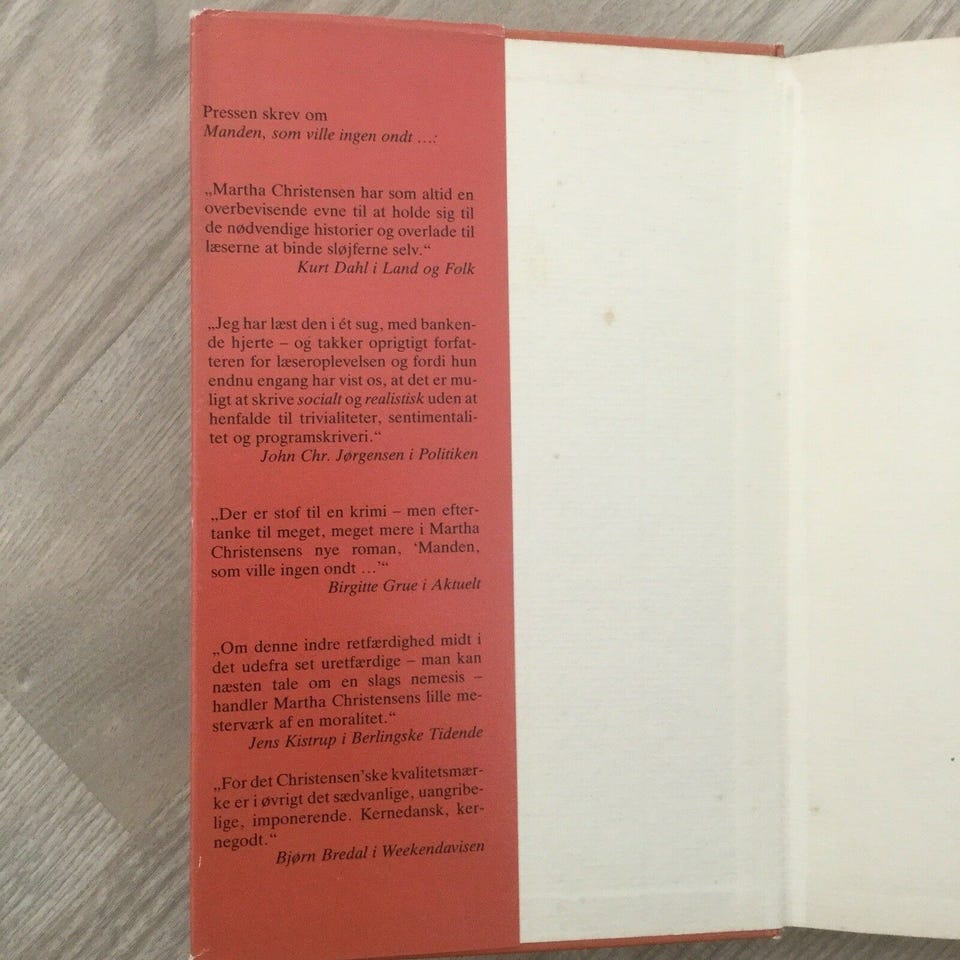 Pressen skrev om
Manden, som ville ingen ondt ...:
„Martha Christensen har som altid en
overbevisende evne til at holde sig til
de nødvendige historier og overlade til
læserne at binde sløjferne selv.“
Kurt Dahl i Land og Folk
„Jeg har læst den i ét sug, med banken-
de hjerte – og takker oprigtigt forfat-
teren for læseroplevelsen og fordi hun
endnu engang har vist os, at det er mu-
ligt at skrive socialt og realistisk uden at
henfalde til trivialiteter, sentimentali-
tet og programskriveri.“
John Chr. Jørgensen i Politiken
„Der er stof til en krimi – men efter-
tanke til meget, meget mere i Martha
Christensens nye roman, ‘Manden,
som ville ingen ondt ...’“
Birgitte Grue i Aktuelt
„Om denne indre retfærdighed midt i
det udefra set uretfærdige – man kan
næsten tale om en slags nemesis –
handler Martha Christensens lille me-
sterværk af en moralitet.“
Jens Kistrup i Berlingske Tidende
„For det Christensen’ske kvalitetsmær-
ke er i øvrigt det sædvanlige, uangribe-
lige, imponerende. Kernedansk, ker-
negodt.“
Bjørn Bredal i Weekendavisen